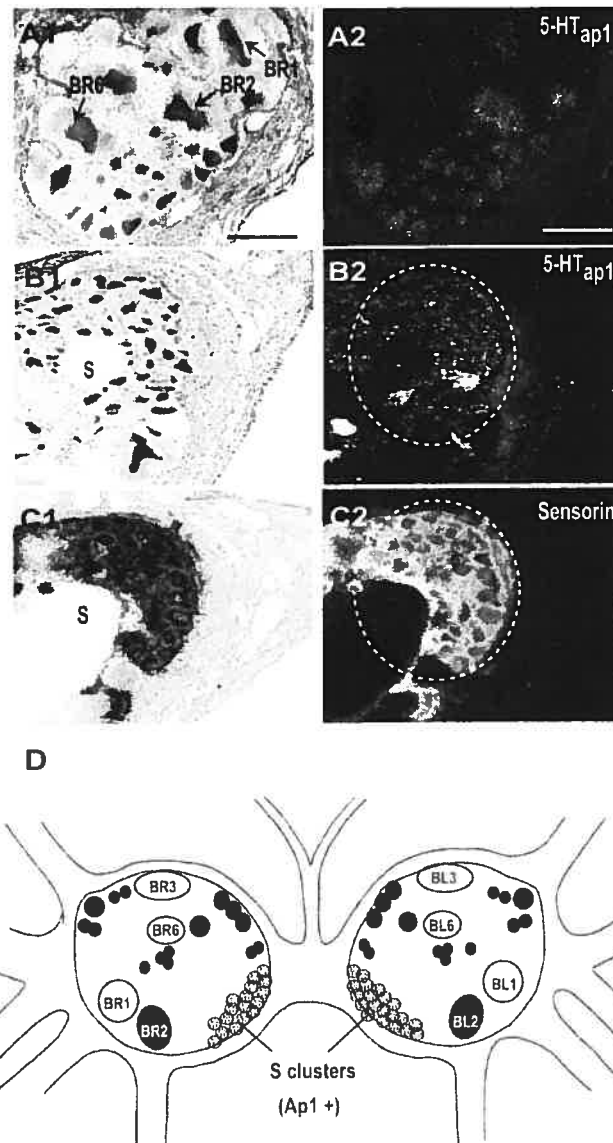 A1
BR6
BR2
BR1
A2
5-HTap1
B1
S
B2
5-HTap1
C1
S
C2
Sensorin
D
BR3
BR6
BR1
BR2
BL3
BL6
BL1
BL2
S clusters
(Ap1 +)